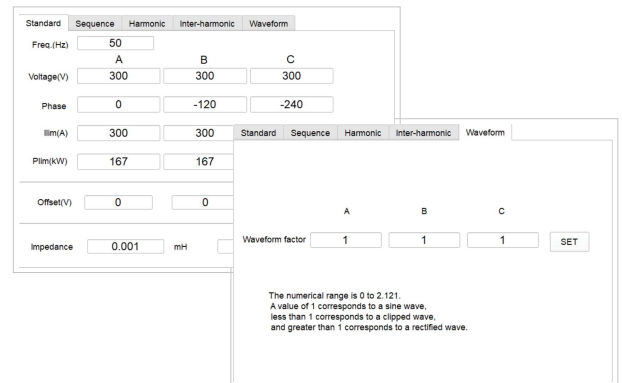 Standard Sequence Harmonic Inter-harmonic Waveform
Freq.(Hz) 50
A B C
Voltage(V) 300 300 300
Phase 0 -120 -240
Ilim(A) 300 300
Plim(kW) 167 167
Offset(V) 0 0
Impedance 0.001 mH
Standard Sequence Harmonic Inter-harmonic Waveform
A B C
Waveform factor 1 1 1 SET
The numerical range is 0 to 2.121.
A value of 1 corresponds to a sine wave,
less than 1 corresponds to a clipped wave,
and greater than 1 corresponds to a rectified wave.